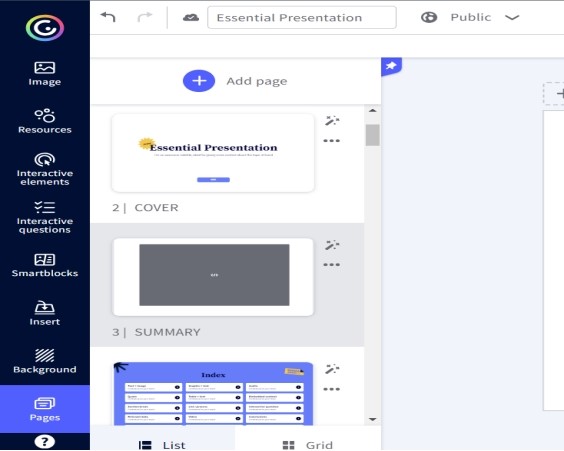 Essential Presentation
Public
Add page
Image
Resources
Interactive
elements
Interactive
questions
Smartblocks
Insert
Background
Pages
?
Essential Presentation
2 | COVER
3 | SUMMARY
Index
List
Grid